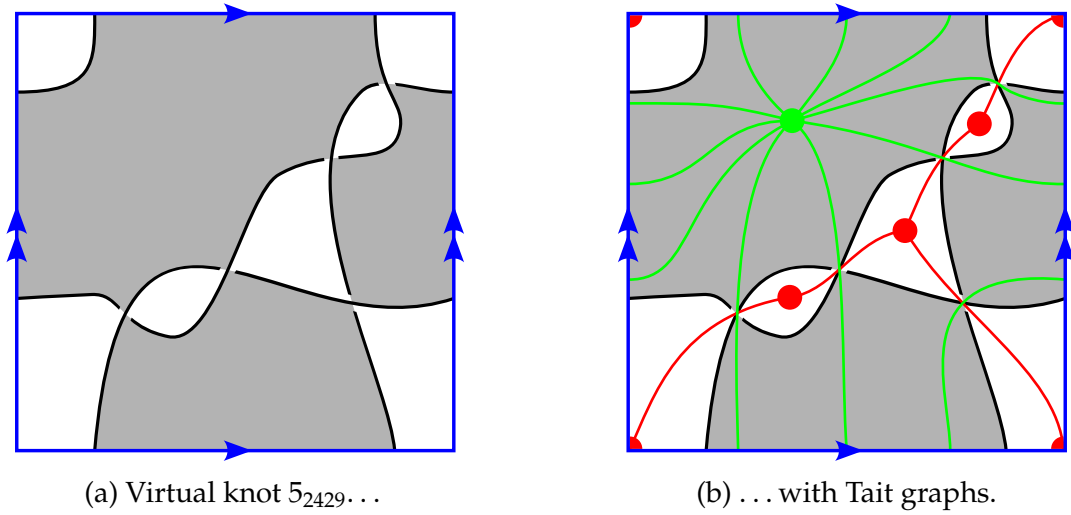 (a) Virtual knot 5₂₄₂₉. . .
(b) . . . with Tait graphs.